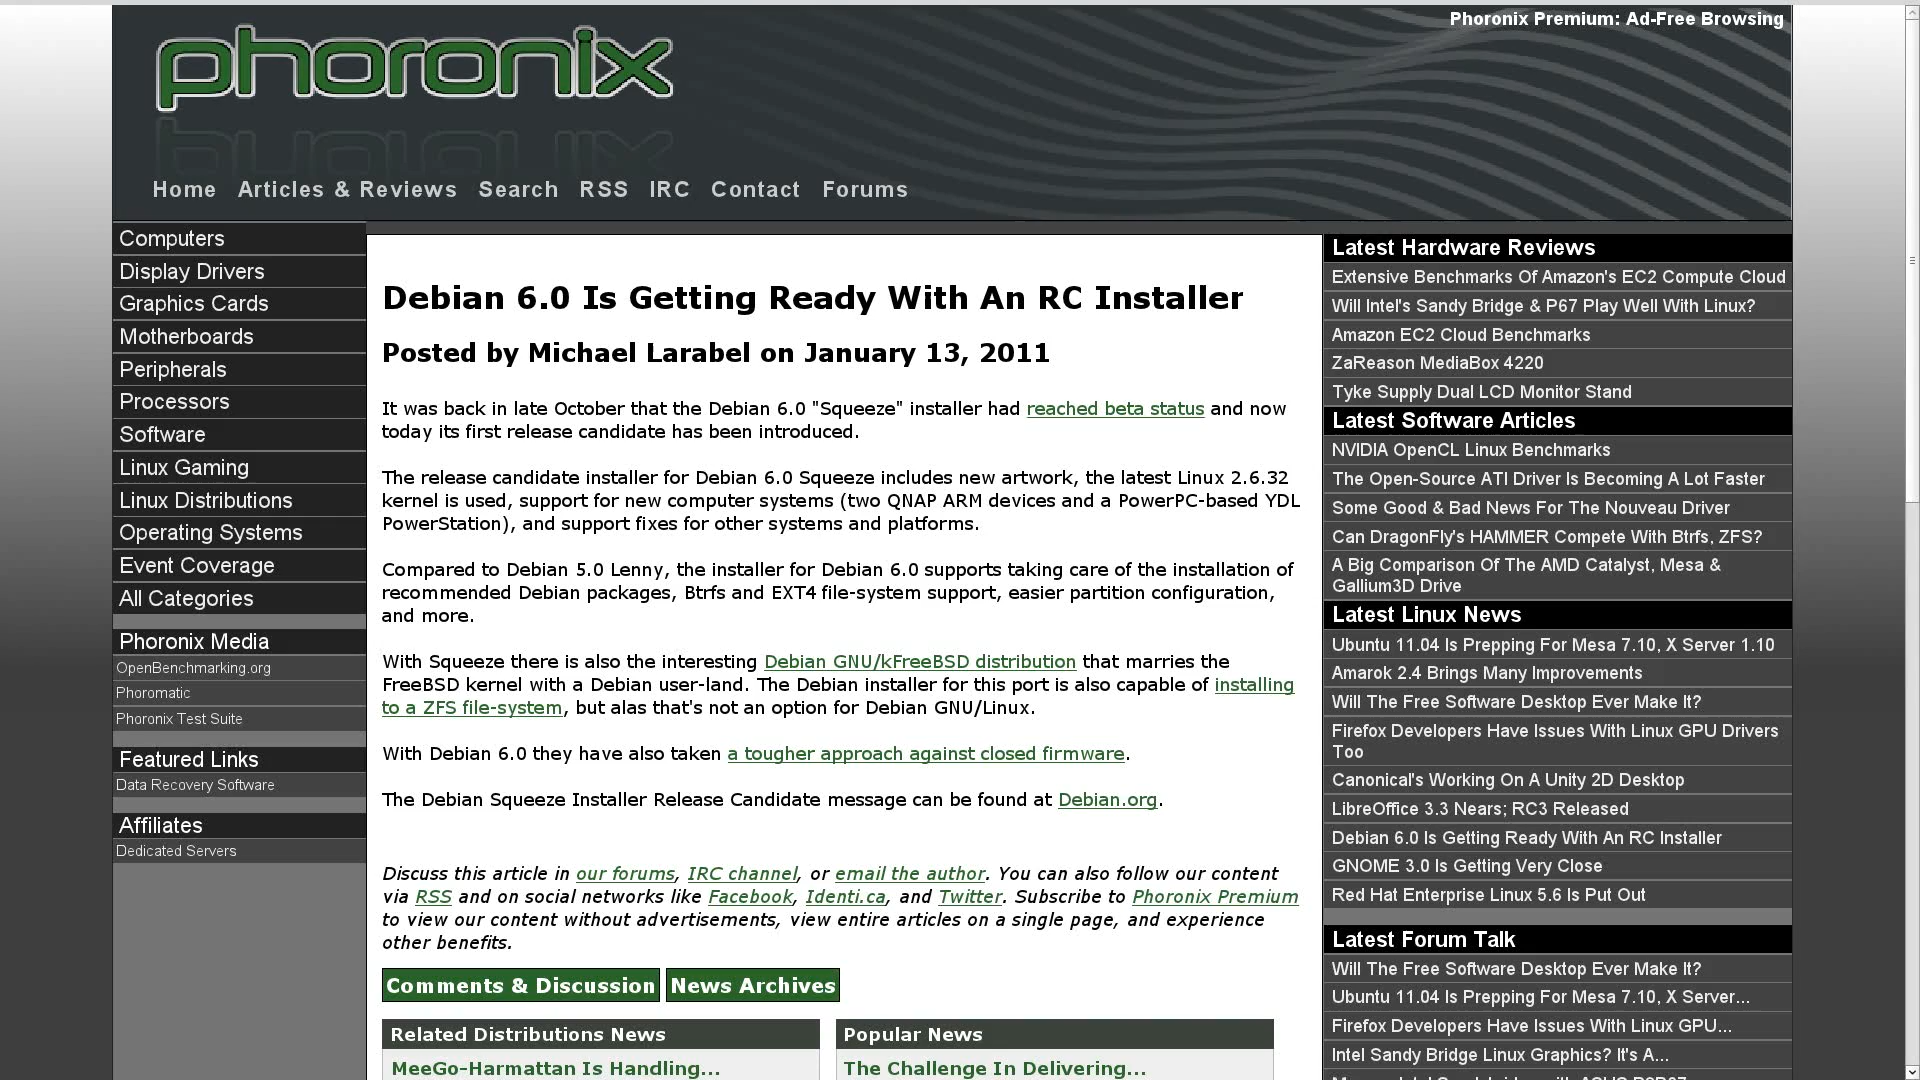 Phoronix Premium: Ad-Free Browsing
phoronix
Home Articles & Reviews Search RSS IRC Contact Forums
Computers
Display Drivers
Graphics Cards
Motherboards
Peripherals
Processors
Software
Linux Gaming
Linux Distributions
Operating Systems
Event Coverage
All Categories
Phoronix Media
OpenBenchmarking.org
Phoromatic
Phoronix Test Suite
Featured Links
Data Recovery Software
Affiliates
Dedicated Servers
Debian 6.0 Is Getting Ready With An RC Installer
Posted by Michael Larabel on January 13, 2011
It was back in late October that the Debian 6.0 "Squeeze" installer had reached beta status and now
today its first release candidate has been introduced.
The release candidate installer for Debian 6.0 Squeeze includes new artwork, the latest Linux 2.6.32
kernel is used, support for new computer systems (two QNAP ARM devices and a PowerPC-based YDL
PowerStation), and support fixes for other systems and platforms.
Compared to Debian 5.0 Lenny, the installer for Debian 6.0 supports taking care of the installation of
recommended Debian packages, Btrfs and EXT4 file-system support, easier partition configuration,
and more.
With Squeeze there is also the interesting Debian GNU/kFreeBSD distribution that marries the
FreeBSD kernel with a Debian user-land. The Debian installer for this port is also capable of installing
to a ZFS file-system, but alas that's not an option for Debian GNU/Linux.
With Debian 6.0 they have also taken a tougher approach against closed firmware.
The Debian Squeeze Installer Release Candidate message can be found at Debian.org.
Discuss this article in our forums, IRC channel, or email the author. You can also follow our content
via RSS and on social networks like Facebook, Identi.ca, and Twitter. Subscribe to Phoronix Premium
to view our content without advertisements, view entire articles on a single page, and experience
other benefits.
Comments & Discussion News Archives
Related Distributions News
MeeGo-Harmattan Is Handling...
Popular News
The Challenge In Delivering...
Latest Hardware Reviews
Extensive Benchmarks Of Amazon's EC2 Compute Cloud
Will Intel's Sandy Bridge & P67 Play Well With Linux?
Amazon EC2 Cloud Benchmarks
ZaReason MediaBox 4220
Tyke Supply Dual LCD Monitor Stand
Latest Software Articles
NVIDIA OpenCL Linux Benchmarks
The Open-Source ATI Driver Is Becoming A Lot Faster
Some Good & Bad News For The Nouveau Driver
Can DragonFly's HAMMER Compete With Btrfs, ZFS?
A Big Comparison Of The AMD Catalyst, Mesa &
Gallium3D Drive
Latest Linux News
Ubuntu 11.04 Is Prepping For Mesa 7.10, X Server 1.10
Amarok 2.4 Brings Many Improvements
Will The Free Software Desktop Ever Make It?
Firefox Developers Have Issues With Linux GPU Drivers
Too
Canonical's Working On A Unity 2D Desktop
LibreOffice 3.3 Nears; RC3 Released
Debian 6.0 Is Getting Ready With An RC Installer
GNOME 3.0 Is Getting Very Close
Red Hat Enterprise Linux 5.6 Is Put Out
Latest Forum Talk
Will The Free Software Desktop Ever Make It?
Ubuntu 11.04 Is Prepping For Mesa 7.10, X Server...
Firefox Developers Have Issues With Linux GPU...
Intel Sandy Bridge Linux Graphics? It's A...